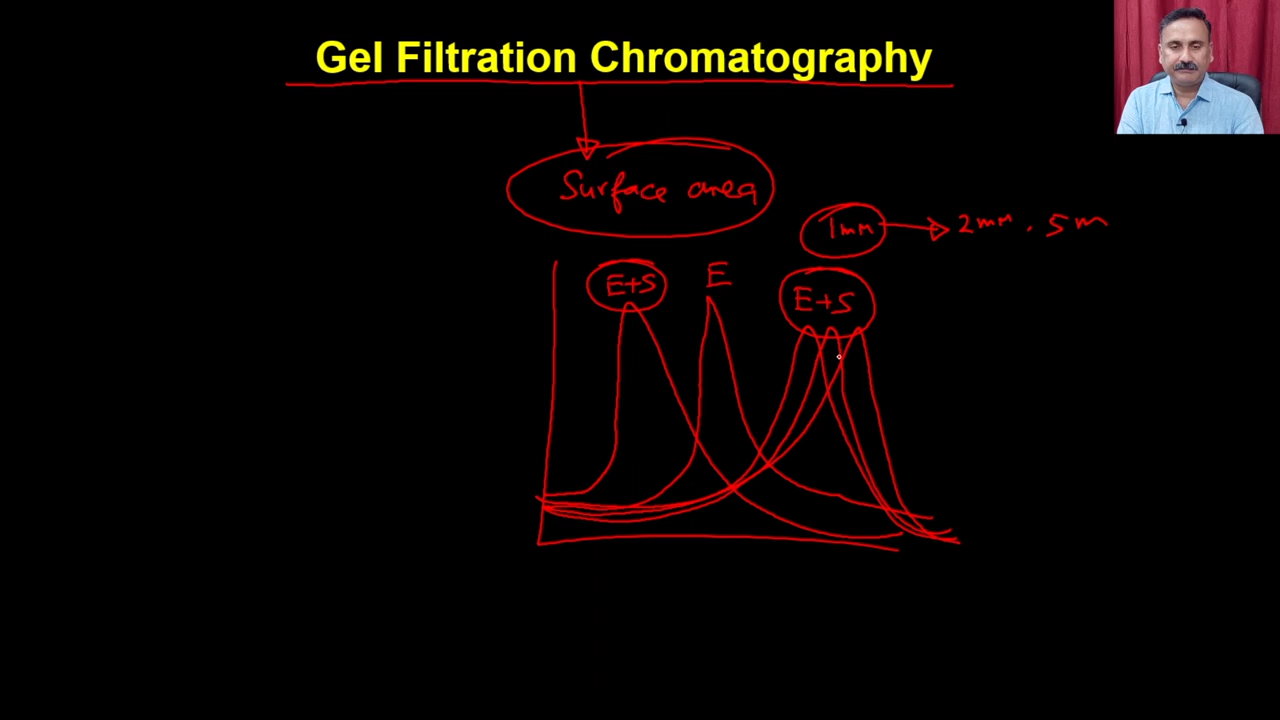 Gel Filtration Chromatography
Surface area
1mM → 2mM, 5m
E+S E E+S